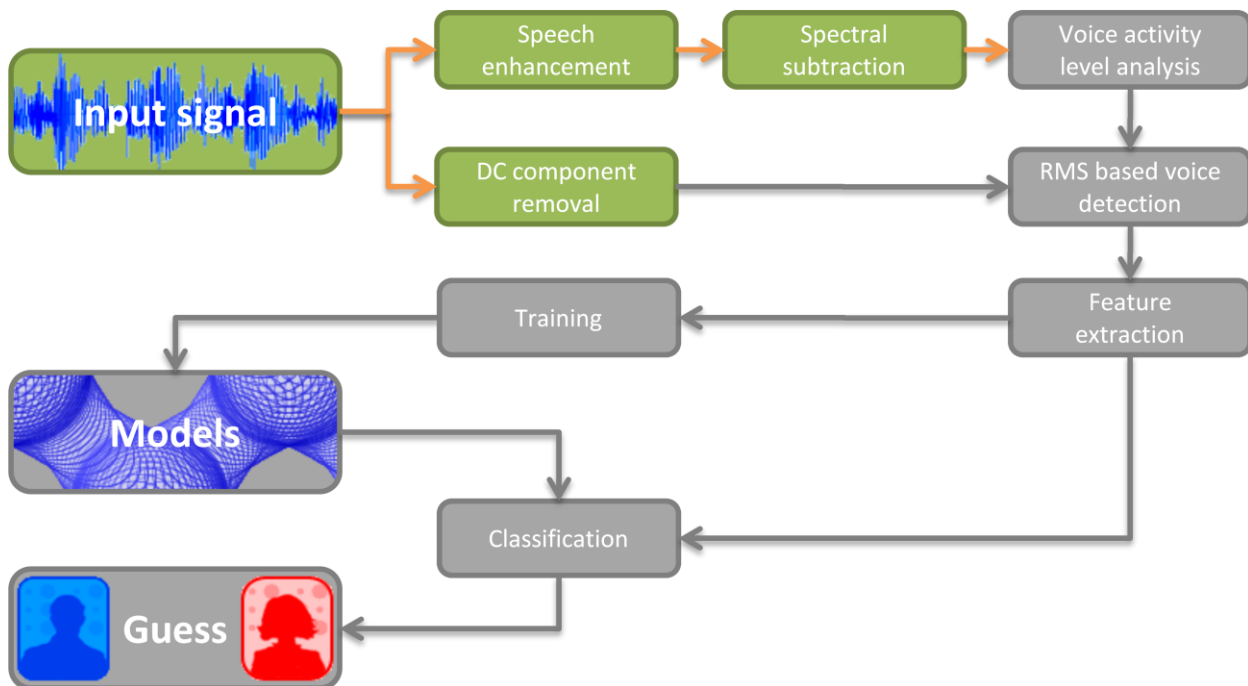 Speech
enhancement
Spectral
subtraction
Voice activity
level analysis
Input signal
DC component
removal
RMS based voice
detection
Training
Feature
extraction
Models
Classification
Guess